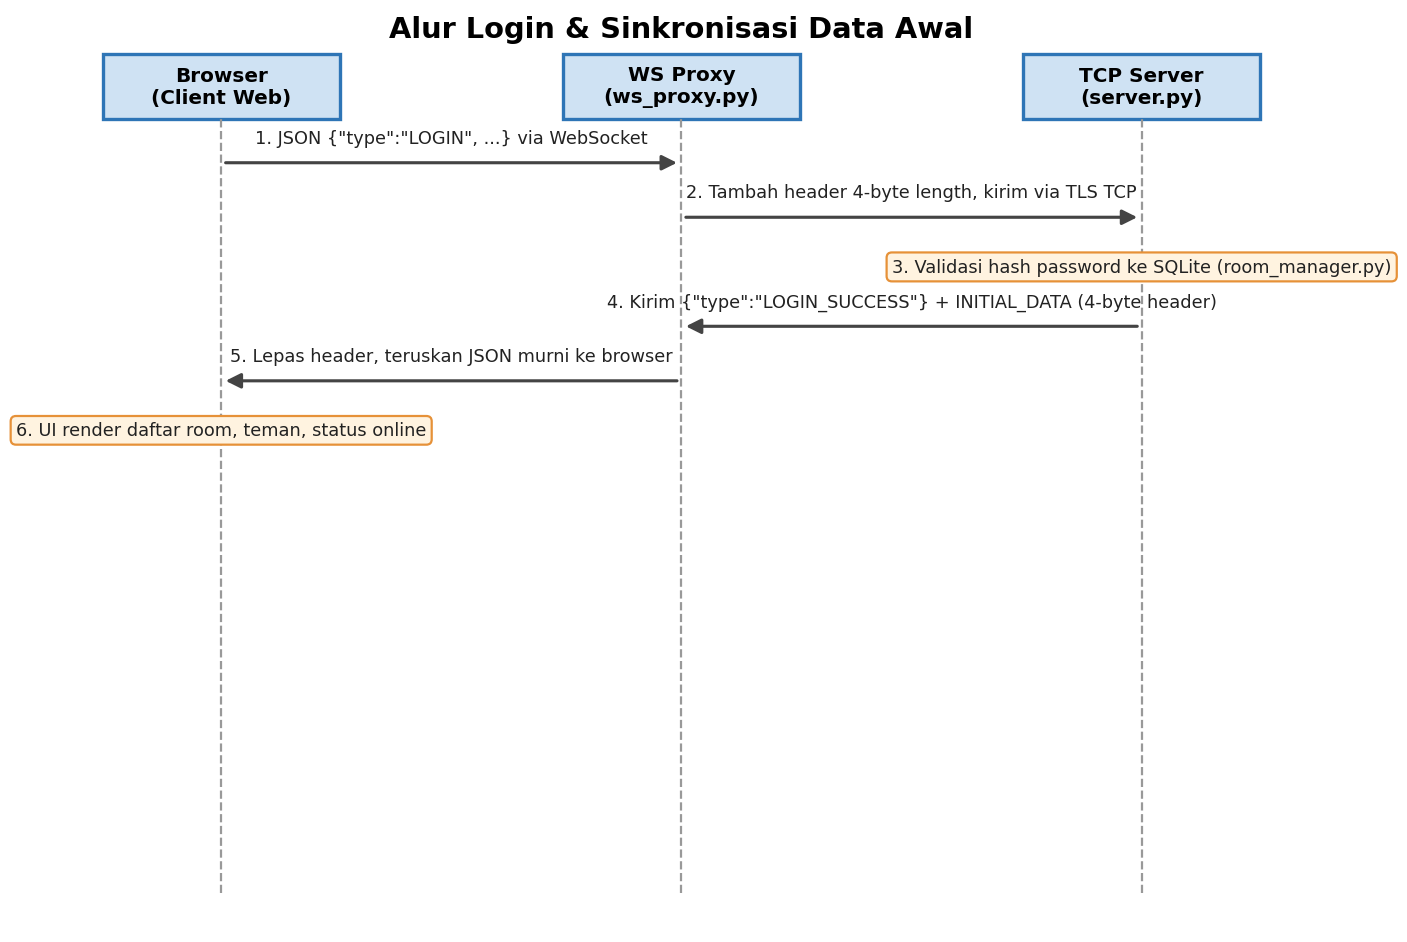 Alur Login & Sinkronisasi Data Awal
Browser
(Client Web)
WS Proxy
(ws_proxy.py)
TCP Server
(server.py)
1. JSON {"type":"LOGIN", ...} via WebSocket
2. Tambah header 4-byte length, kirim via TLS TCP
3. Validasi hash password ke SQLite (room_manager.py)
4. Kirim {"type":"LOGIN_SUCCESS"} + INITIAL_DATA (4-byte header)
5. Lepas header, teruskan JSON murni ke browser
6. UI render daftar room, teman, status online